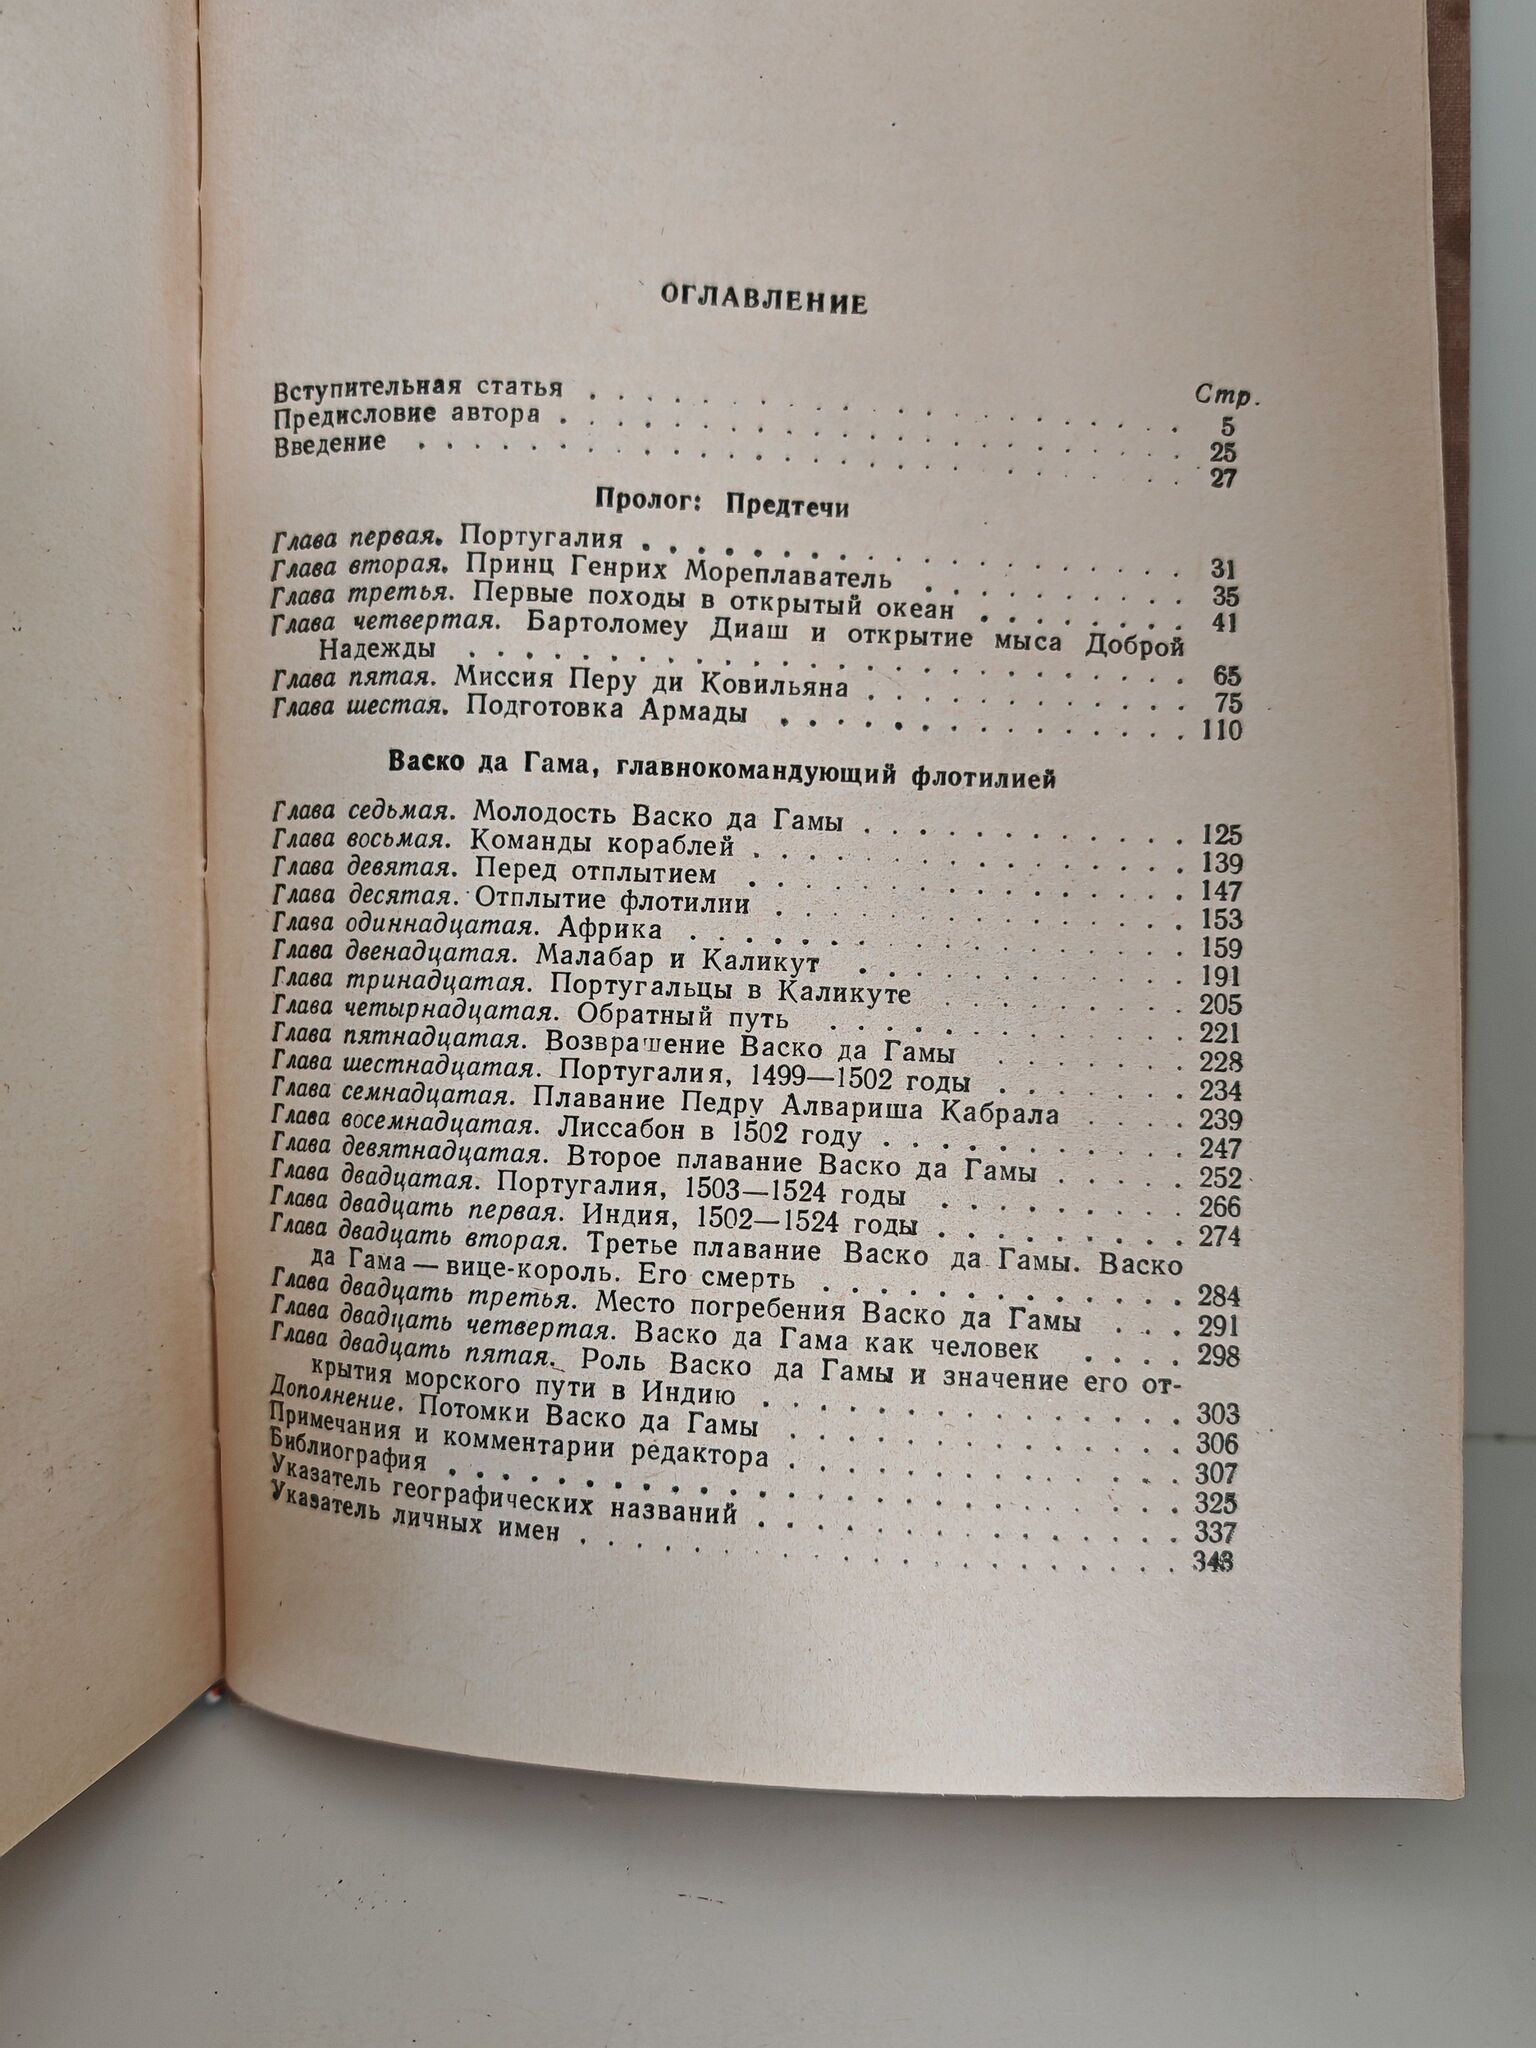 ОГЛАВЛЕНИЕ
Стр.
Вступительная статья . . . . . . . . . . . . . . . . . . . . . 5
Предисловие автора . . . . . . . . . . . . . . . . . . . . . . 25
Введение . . . . . . . . . . . . . . . . . . . . . . . . . . . 27
Пролог: Предтечи
Глава первая. Португалия . . . . . . . . . . . . . . . . . . . 31
Глава вторая. Принц Генрих Мореплаватель . . . . . . . . . . 35
Глава третья. Первые походы в открытый океан . . . . . . . . 41
Глава четвертая. Бартоломеу Диаш и открытие мыса Доброй
Надежды . . . . . . . . . . . . . . . . . . . . . . . . . . 65
Глава пятая. Миссия Перу ди Ковильяна . . . . . . . . . . . . 75
Глава шестая. Подготовка Армады . . . . . . . . . . . . . . . 110
Васко да Гама, главнокомандующий флотилией
Глава седьмая. Молодость Васко да Гамы . . . . . . . . . . . . 125
Глава восьмая. Команды кораблей . . . . . . . . . . . . . . . . 139
Глава девятая. Перед отплытием . . . . . . . . . . . . . . . . 147
Глава десятая. Отплытие флотилии . . . . . . . . . . . . . . . 153
Глава одиннадцатая. Африка . . . . . . . . . . . . . . . . . . 159
Глава двенадцатая. Малабар и Каликут . . . . . . . . . . . . 191
Глава тринадцатая. Португальцы в Каликуте . . . . . . . . . 205
Глава четырнадцатая. Обратный путь . . . . . . . . . . . . . 221
Глава пятнадцатая. Возвращение Васко да Гамы . . . . . . . 228
Глава шестнадцатая. Португалия, 1499—1502 годы . . . . . . . 234
Глава семнадцатая. Плавание Педру Алвариша Кабрала . . . . 239
Глава восемнадцатая. Лиссабон в 1502 году . . . . . . . . . . . 247
Глава девятнадцатая. Второе плавание Васко да Гамы . . . . . 252
Глава двадцатая. Португалия, 1503—1524 годы . . . . . . . . . 266
Глава двадцать первая. Индия, 1502—1524 годы . . . . . . . . . 274
Глава двадцать вторая. Третье плавание Васко да Гамы. Васко
да Гама — вице-король. Его смерть . . . . . . . . . . . . . 284
Глава двадцать третья. Место погребения Васко да Гамы . . . 291
Глава двадцать четвертая. Васко да Гама как человек . . . . 298
Глава двадцать пятая. Роль Васко да Гамы и значение его от-
крытия морского пути в Индию . . . . . . . . . . . . . . . 303
Дополнение. Потомки Васко да Гамы . . . . . . . . . . . . . . . 306
Примечания и комментарии редактора . . . . . . . . . . . . . . 307
Библиография . . . . . . . . . . . . . . . . . . . . . . . . . . 325
Указатель географических названий . . . . . . . . . . . . . . . 337
Указатель личных имен . . . . . . . . . . . . . . . . . . . . . 343